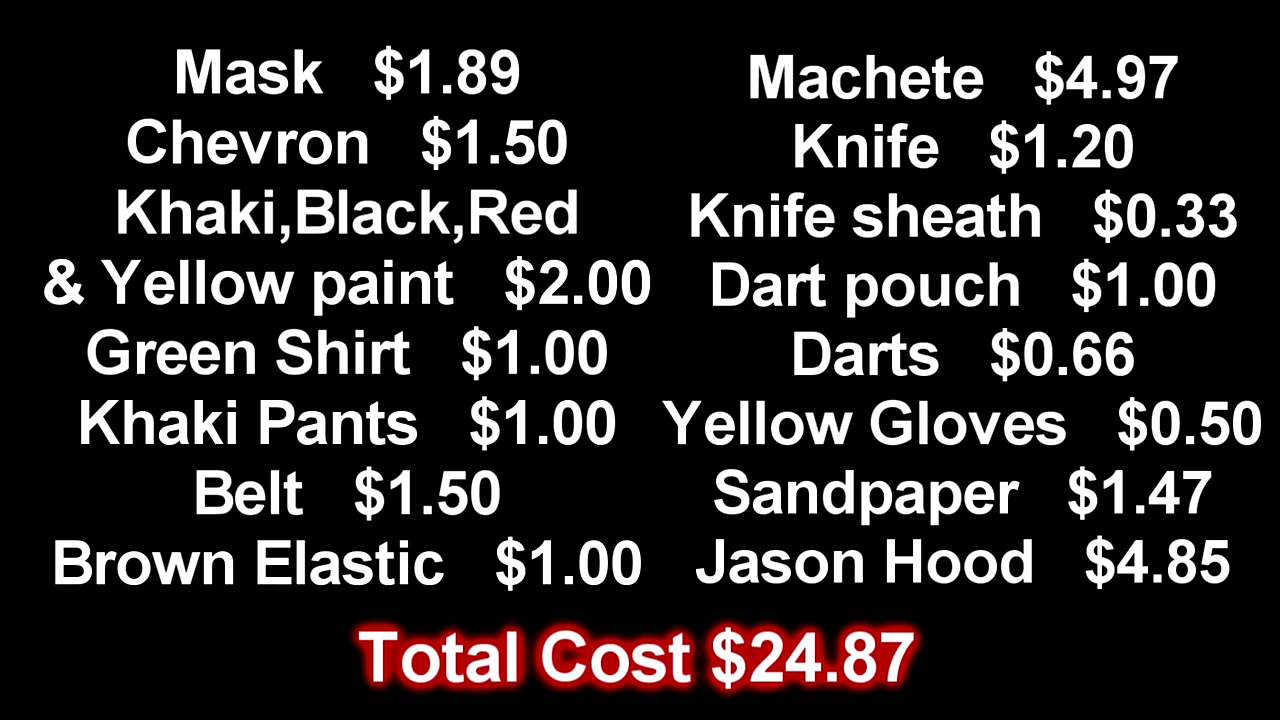 Mask $1.89
Chevron $1.50
Khaki,Black,Red
& Yellow paint $2.00
Green Shirt $1.00
Khaki Pants $1.00
Belt $1.50
Brown Elastic $1.00
Machete $4.97
Knife $1.20
Knife sheath $0.33
Dart pouch $1.00
Darts $0.66
Yellow Gloves $0.50
Sandpaper $1.47
Jason Hood $4.85
Total Cost $24.87